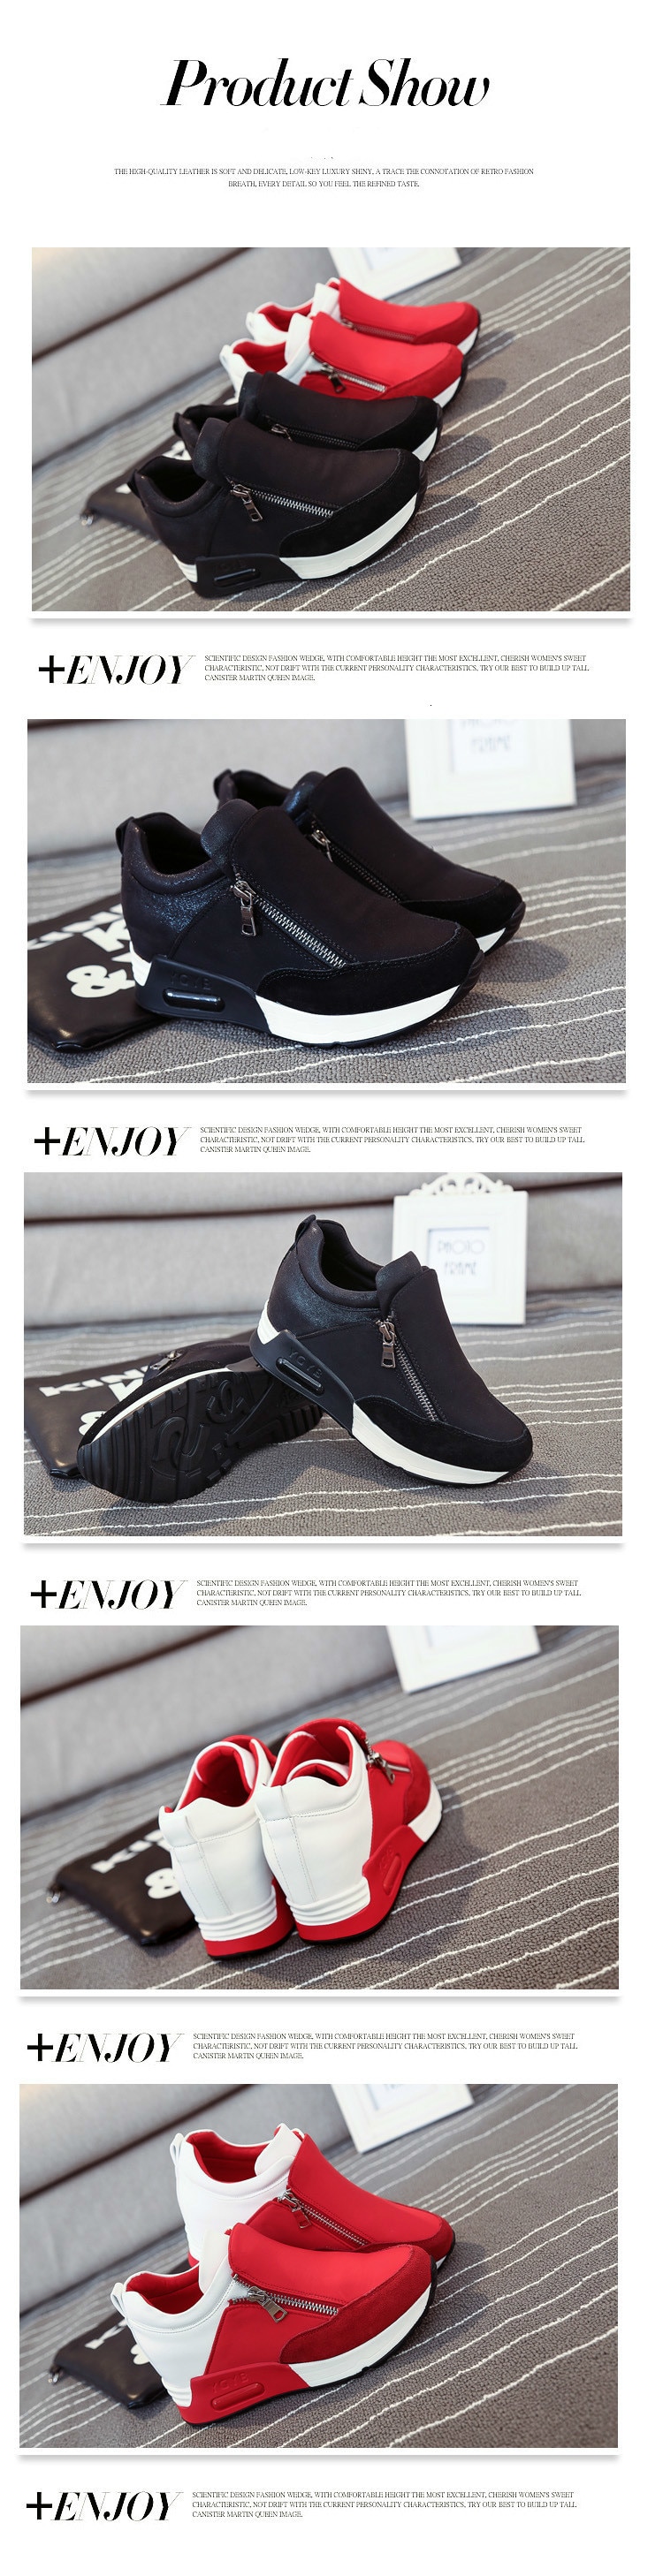 Product Show
THE HIGH-QUALITY LEATHER IS SOFT AND DELICATE, LOW-KEY LUXURY SHINY, A TRACE THE CONNOTATION OF RETRO FASHION
BREATH, EVERY DETAIL SO YOU FEEL THE REFINED TASTE.
+ENJOY
SCIENTIFIC DESIGN FASHION WEDGE, WITH COMFORTABLE HEIGHT THE MOST EXCELLENT, CHERISH WOMEN'S SWEET
CHARACTERISTIC, NOT DRIFT WITH THE CURRENT PERSONALITY CHARACTERISTICS, TRY OUR BEST TO BUILD UP TALL
CANISTER MARTIN QUEEN IMAGE.
&
+ENJOY
SCIENTIFIC DESIGN FASHION WEDGE, WITH COMFORTABLE HEIGHT THE MOST EXCELLENT, CHERISH WOMEN'S SWEET
CHARACTERISTIC, NOT DRIFT WITH THE CURRENT PERSONALITY CHARACTERISTICS, TRY OUR BEST TO BUILD UP TALL
CANISTER MARTIN QUEEN IMAGE.
PHOTO
FRAME
+ENJOY
SCIENTIFIC DESIGN FASHION WEDGE, WITH COMFORTABLE HEIGHT THE MOST EXCELLENT, CHERISH WOMEN'S SWEET
CHARACTERISTIC, NOT DRIFT WITH THE CURRENT PERSONALITY CHARACTERISTICS, TRY OUR BEST TO BUILD UP TALL
CANISTER MARTIN QUEEN IMAGE.
+ENJOY
SCIENTIFIC DESIGN FASHION WEDGE, WITH COMFORTABLE HEIGHT THE MOST EXCELLENT, CHERISH WOMEN'S SWEET
CHARACTERISTIC, NOT DRIFT WITH THE CURRENT PERSONALITY CHARACTERISTICS, TRY OUR BEST TO BUILD UP TALL
CANISTER MARTIN QUEEN IMAGE.
+ENJOY
SCIENTIFIC DESIGN FASHION WEDGE, WITH COMFORTABLE HEIGHT THE MOST EXCELLENT, CHERISH WOMEN'S SWEET
CHARACTERISTIC, NOT DRIFT WITH THE CURRENT PERSONALITY CHARACTERISTICS, TRY OUR BEST TO BUILD UP TALL
CANISTER MARTIN QUEEN IMAGE.